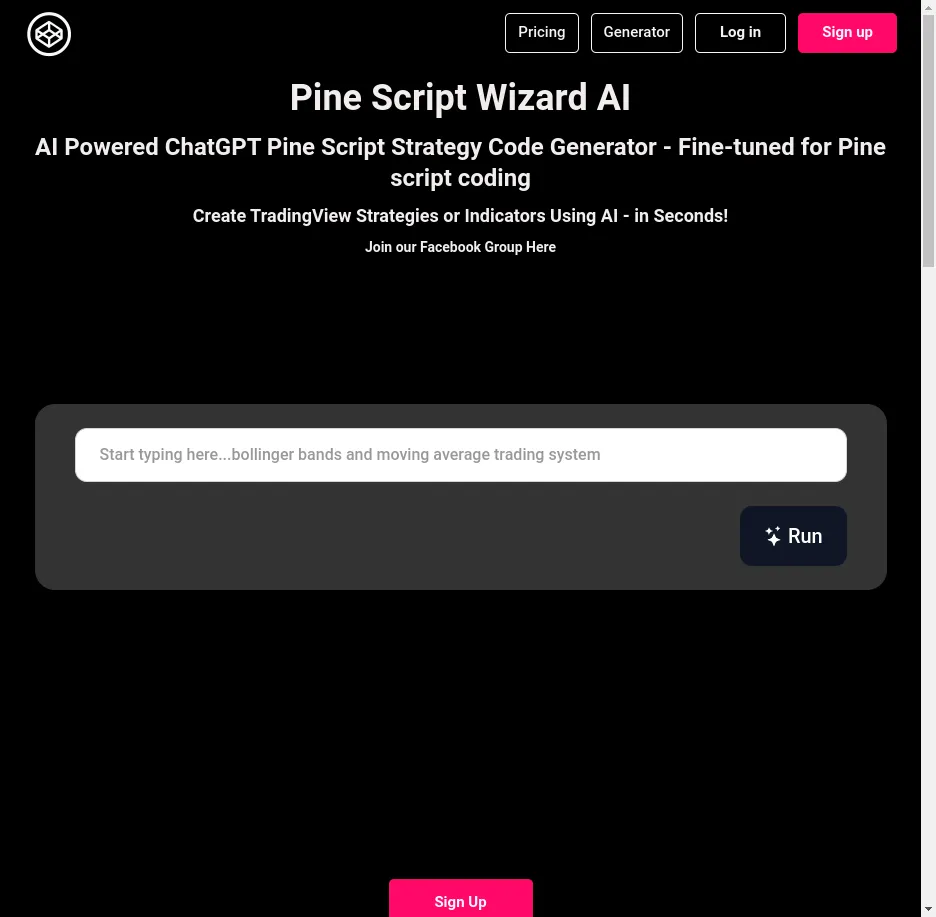 Pricing
Generator
Log in
Sign up
Pine Script Wizard AI
AI Powered ChatGPT Pine Script Strategy Code Generator - Fine-tuned for Pine
script coding
Create TradingView Strategies or Indicators Using AI - in Seconds!
Join our Facebook Group Here
Start typing here...bollinger bands and moving average trading system
Run
Sign Up